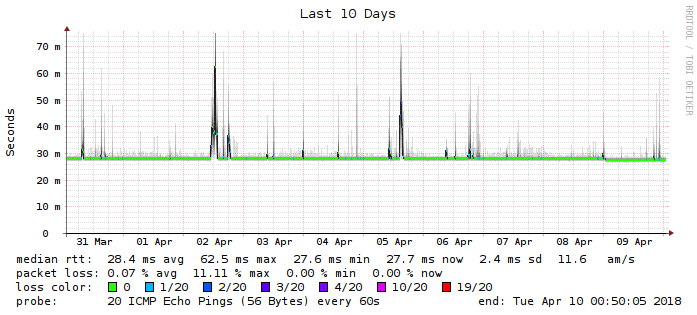 Last 10 Days
RRDTOOL / TOBI OETIKER
Seconds
70 m
60 m
50 m
40 m
30 m
20 m
10 m
0
31 Mar 01 Apr 02 Apr 03 Apr 04 Apr 05 Apr 06 Apr 07 Apr 08 Apr 09 Apr
median rtt: 28.4 ms avg 62.5 ms max 27.6 ms min 27.7 ms now 2.4 ms sd 11.6 am/s
packet loss: 0.07 % avg 11.11 % max 0.00 % min 0.00 % now
loss color: 0 1/20 2/20 3/20 4/20 10/20 19/20
probe: 20 ICMP Echo Pings (56 Bytes) every 60s end: Tue Apr 10 00:50:05 2018